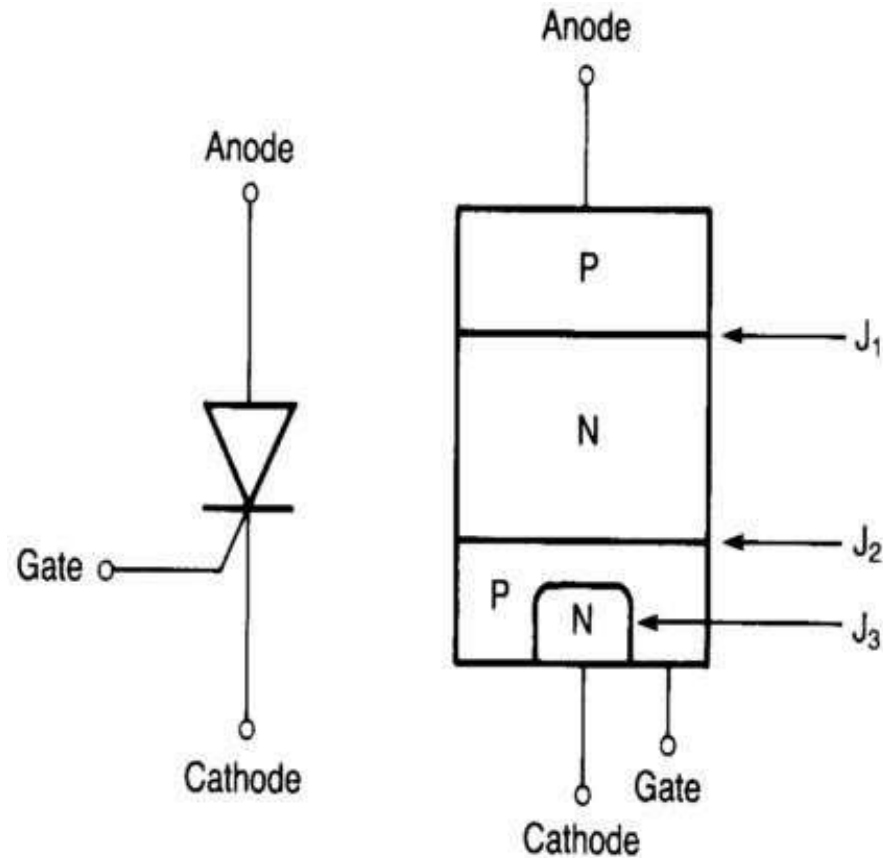 Anode
Gate
Cathode
Anode
P
J₁
N
J₂
P
N
J₃
Gate
Cathode